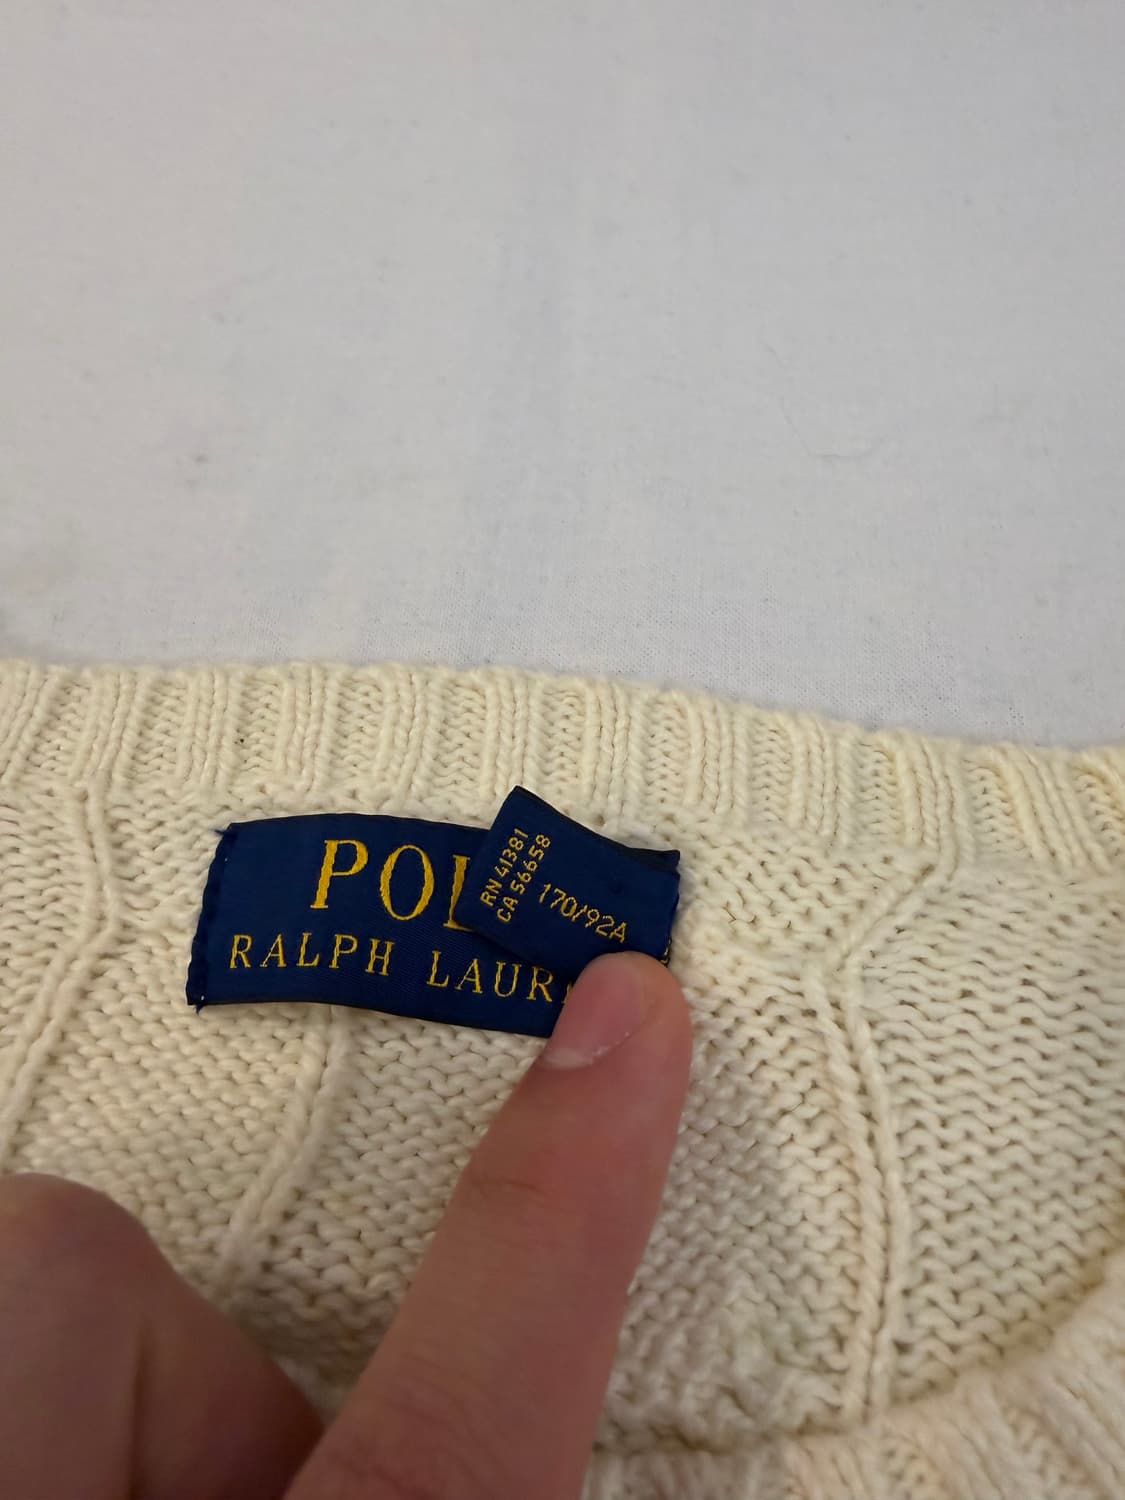 POL
RALPH LAUR
RN 41381
CA 56658
170/92A